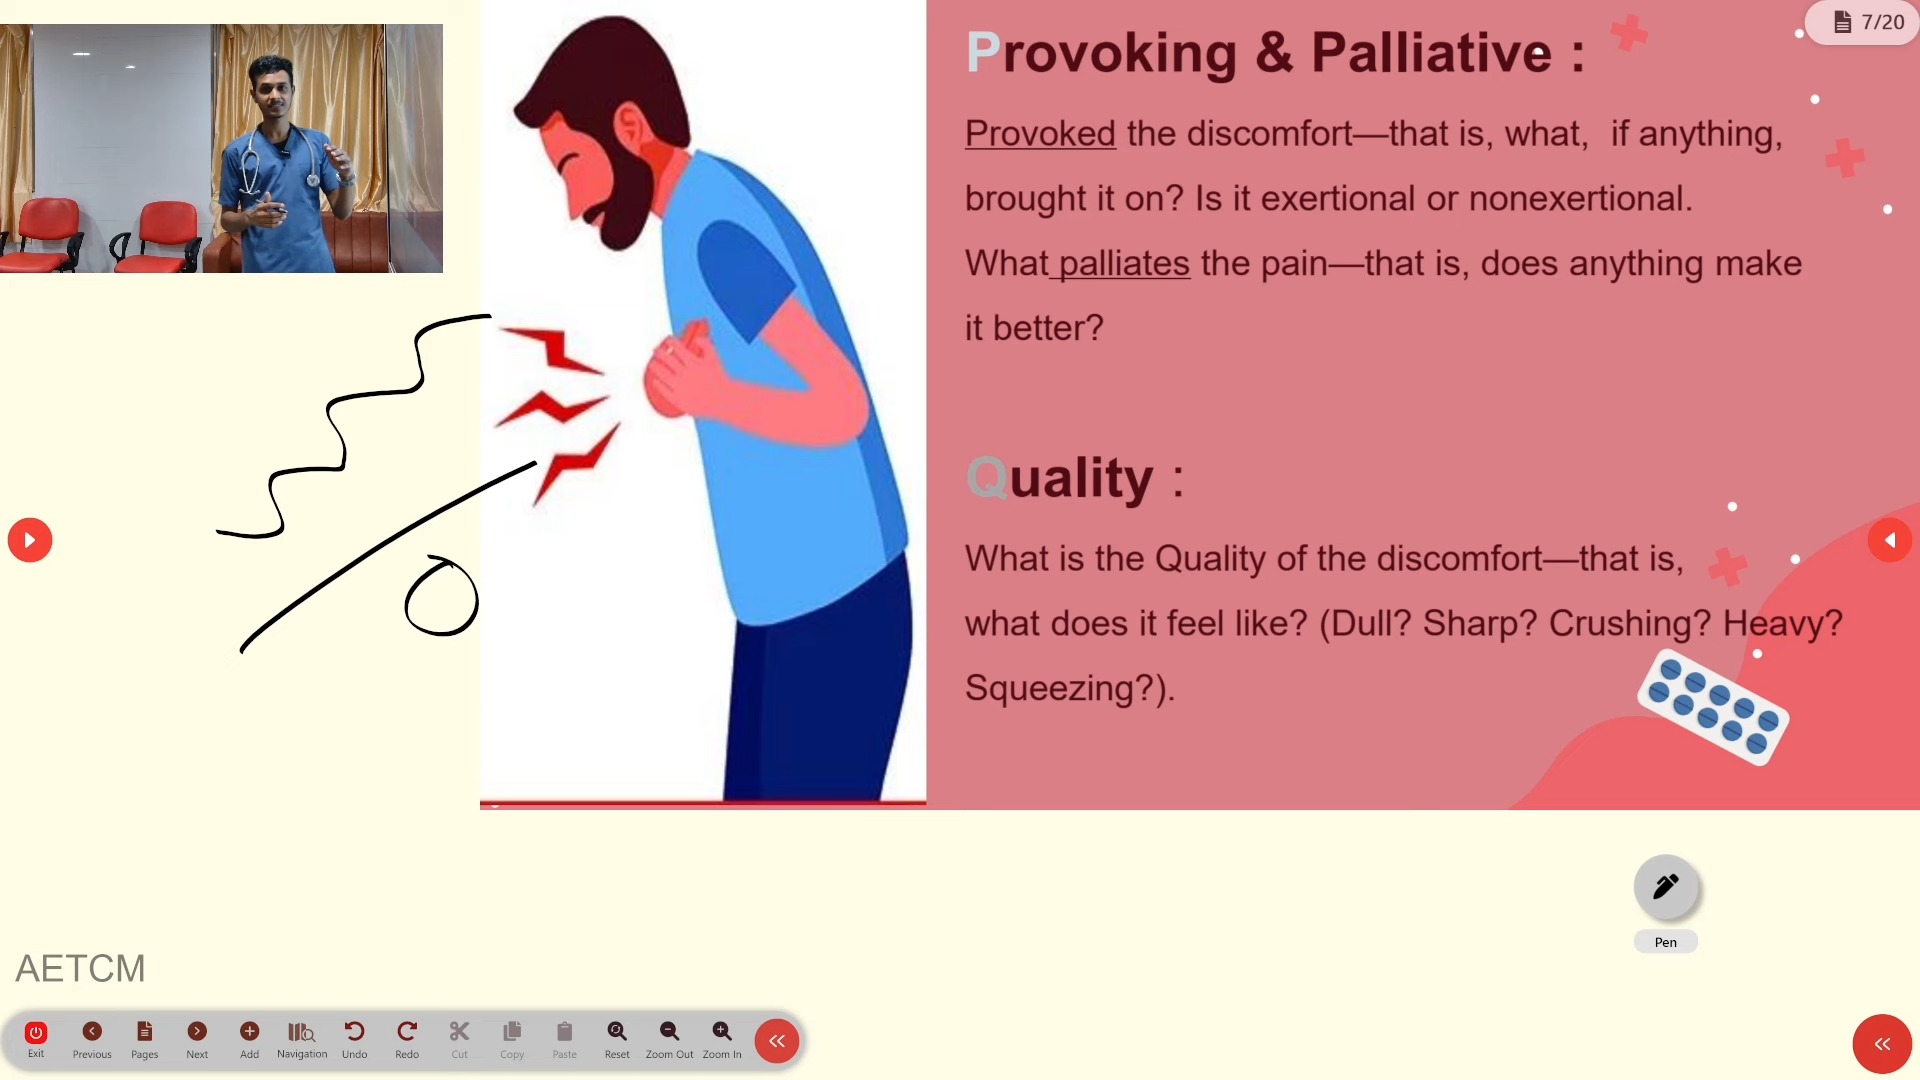 7/20
Provoking & Palliative :
Provoked the discomfort—that is, what, if anything,
brought it on? Is it exertional or nonexertional.
What palliates the pain—that is, does anything make
it better?
Quality :
What is the Quality of the discomfort—that is,
what does it feel like? (Dull? Sharp? Crushing? Heavy?
Squeezing?).
Pen
AETCM
Exit Previous Pages Next Add Navigation Undo Redo Cut Copy Paste Reset Zoom Out Zoom In